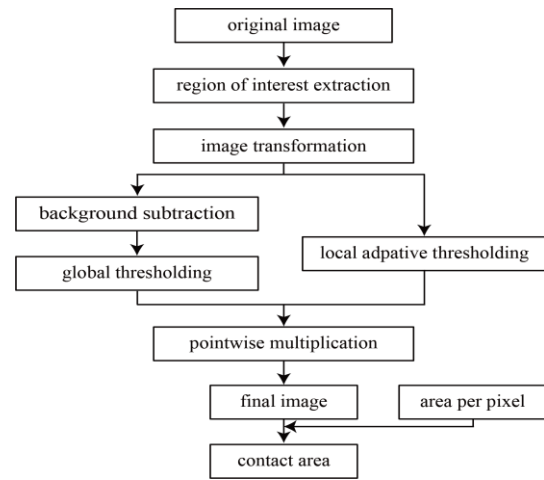 original image
region of interest extraction
image transformation
background subtraction
global thresholding
local adpative thresholding
pointwise multiplication
final image
area per pixel
contact area